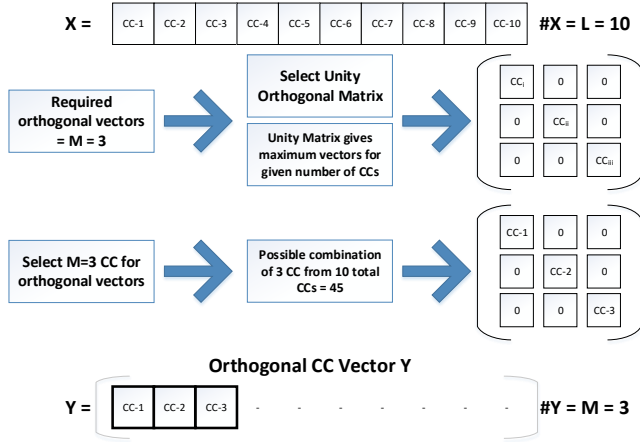 X = CC-1 CC-2 CC-3 CC-4 CC-5 CC-6 CC-7 CC-8 CC-9 CC-10 #X = L = 10
Required
orthogonal vectors
= M = 3
Select Unity
Orthogonal Matrix
Unity Matrix gives
maximum vectors for
given number of CCs
CCi 0 0
0 CCii 0
0 0 CCiii
Select M=3 CC for
orthogonal vectors
Possible combination
of 3 CC from 10 total
CCs = 45
CC-1 0 0
0 CC-2 0
0 0 CC-3
Orthogonal CC Vector Y
Y = CC-1 CC-2 CC-3 - - - - - - - #Y = M = 3